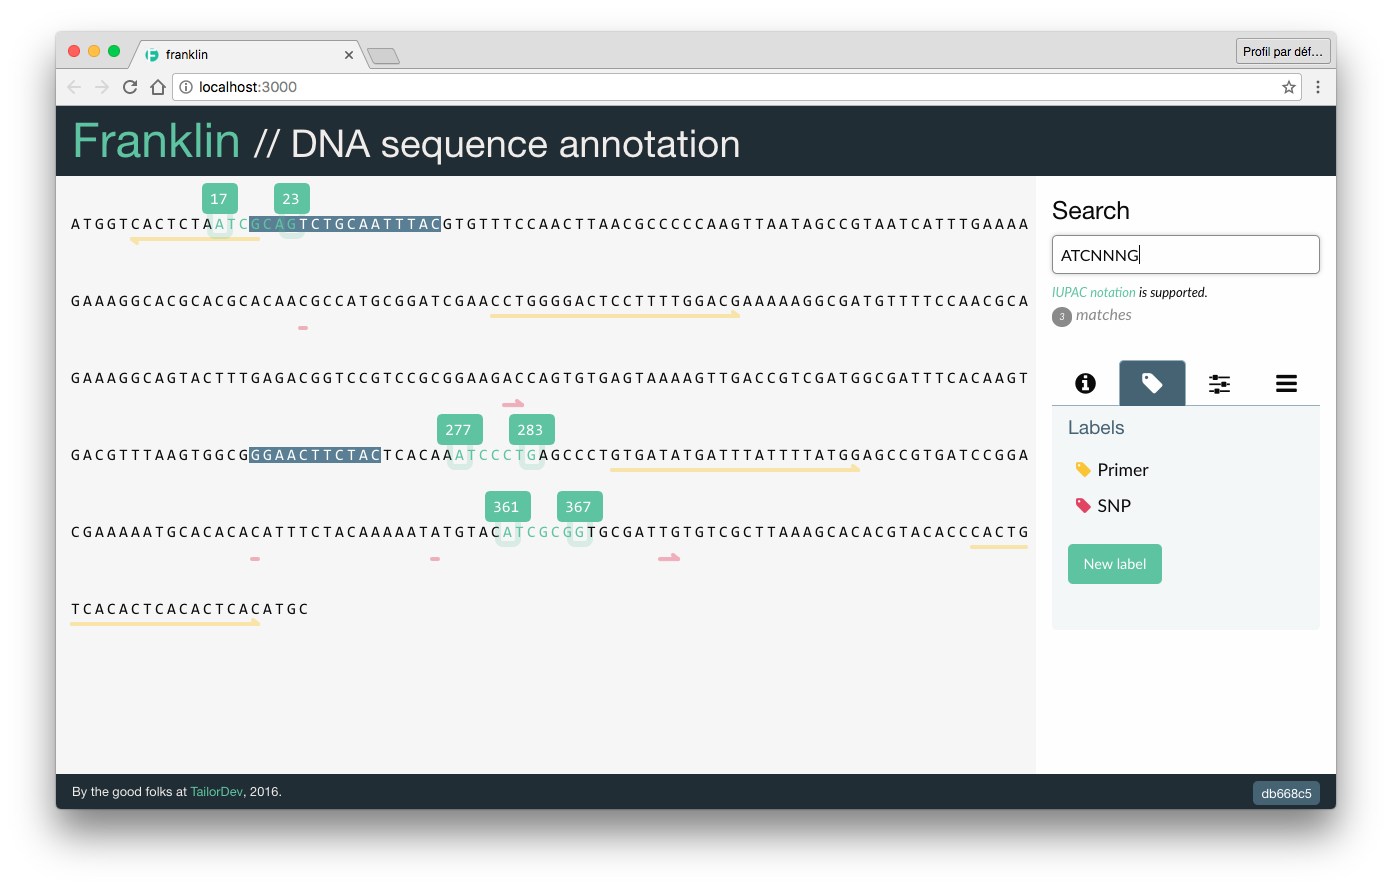 franklin
Profil par déf...
localhost:3000
Franklin // DNA sequence annotation
17 23
ATGGTCACTCTAATCGCAGTCTGCAATTTACGTGTTTCCAACTTAACGCCCCCAAGTTAATAGCCGTAATCATTTGAAAA
GAAAGGCACGCACGCACAACGCCATGCGGATCGAACCTGGGGACTCCTTTTGGACGAAAAAGGCGATGTTTTCCAACGCA
GAAAGGCAGTACTTTGAGACGGTCCGTCCGCGGAAGACCAGTGTGAGTAAAAGTTGACCGTCGATGGCGATTTCACAAGT
277 283
GACGTTTAAGTGGCGGGAACTTCTACTCACAAATCCCTGAGCCCTGTGATATGATTTATTTTATGGAGCCGTGATCCGGA
361 367
CGAAAAATGCACACACATTTCTACAAAAATATGTACATCGCGGTGCGATTGTGTCGCTTAAAGCACACGTACACCCACTG
TCACACTCACACTCACATGC
Search
ATCNNNG
IUPAC notation is supported.
3 matches
Labels
Primer
SNP
New label
By the good folks at TailorDev, 2016.
db668c5